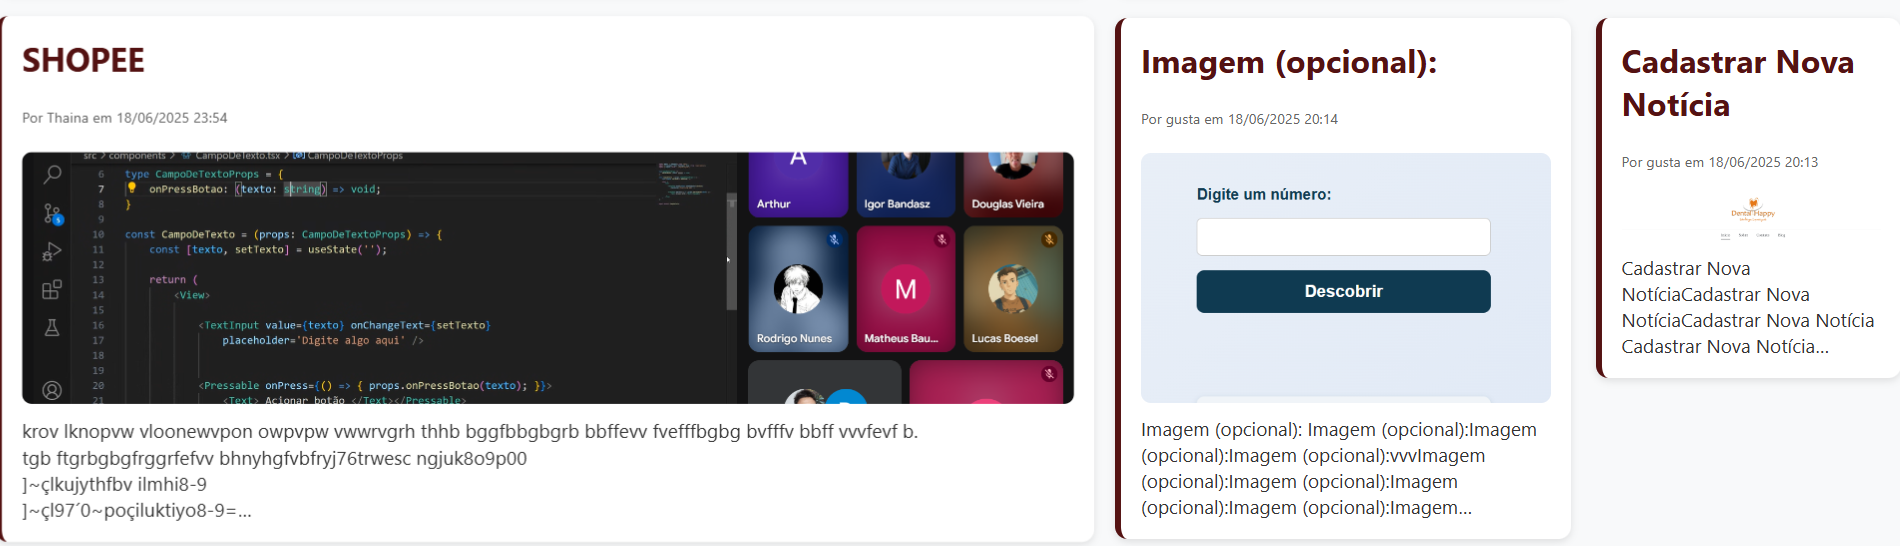 SHOPEE
Por Thaina em 18/06/2025 23:54
src > components > CampoDeTexto.tsx > CampoDeTextoProps
6 type CampoDeTextoProps = {
7 onPressBotao: (texto: string) => void;
8 }
9
10 const CampoDeTexto = (props: CampoDeTextoProps) => {
11 const [texto, setTexto] = useState('');
12
13 return (
14 <View>
15
16 <TextInput value={texto} onChangeText={setTexto}
17 placeholder='Digite algo aqui' />
18
19
20 <Pressable onPress={() => { props.onPressBotao(texto); }}>
21 <Text> Acionar botão </Text></Pressable>
A
Arthur
Igor Bandasz
Douglas Vieira
Rodrigo Nunes
M
Matheus Bau...
Lucas Boesel
krov lknopvw vloonewvpon owpvpw vwwrvgrh thhb bggfbbgbgrb bbffevv fvefffbgbg bvfffv bbff vvvfevf b.
tgb ftgrbgbgfrggrfefvv bhnyhgfvbfryj76trwesc ngjuk8o9p00
]~çlkujythfbv ilmhi8-9
]~çl97´0~poçiluktiyo8-9=...
Imagem (opcional):
Por gusta em 18/06/2025 20:14
Digite um número:
Descobrir
Imagem (opcional): Imagem (opcional):Imagem
(opcional):Imagem (opcional):vvvImagem
(opcional):Imagem (opcional):Imagem
(opcional):Imagem (opcional):Imagem...
Cadastrar Nova
Notícia
Por gusta em 18/06/2025 20:13
Dental Happy
Cadastrar Nova
NotíciaCadastrar Nova
NotíciaCadastrar Nova Notícia
Cadastrar Nova Notícia...